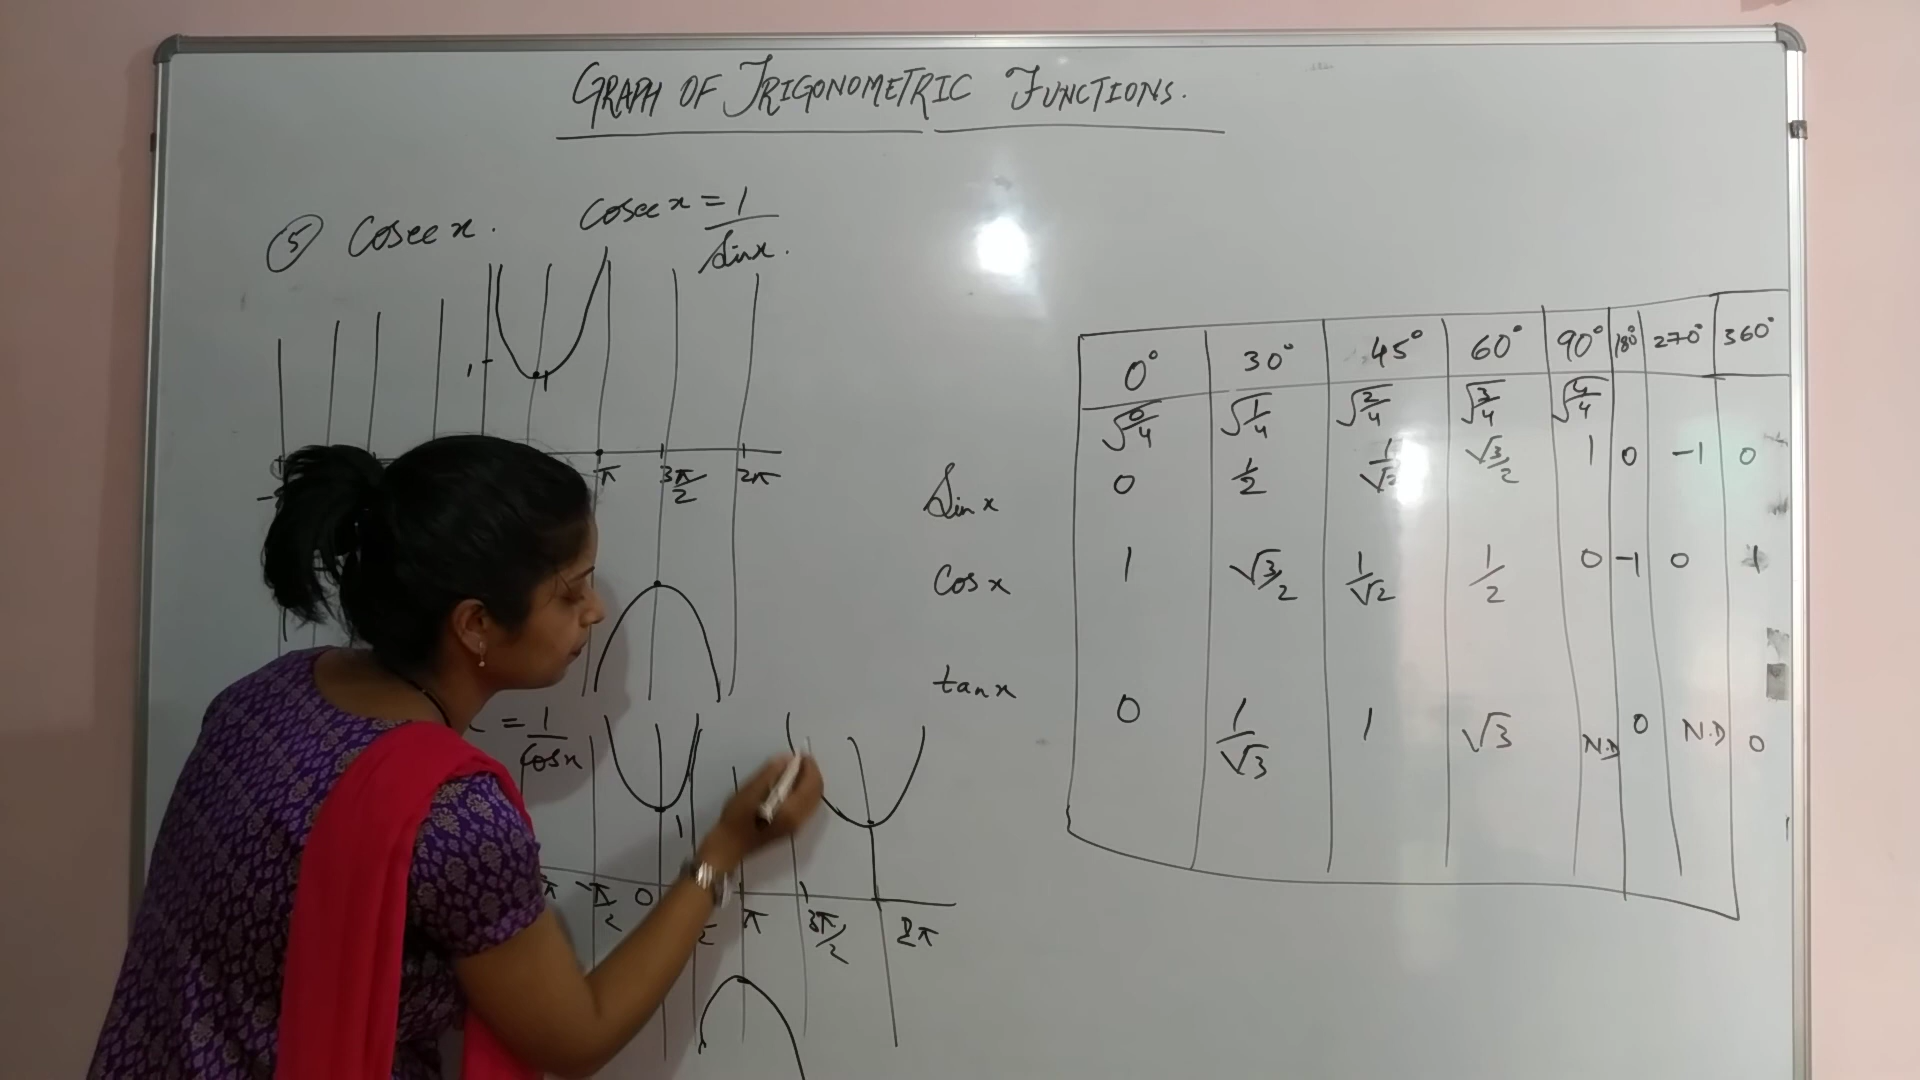 GRAPH OF TRIGONOMETRIC FUNCTIONS.
⑤ Cosec x. Cosec x = 1/Sin x.
1 1
π 3π/2 2π
= 1/Cos x
1
-π/2 0 π 3π/2 2π
0° 30° 45° 60° 90° 180° 270° 360°
√0/4 √1/4 √2/4 √3/4 √4/4
Sin x 0 1/2 1/√2 √3/2 1 0 -1 0
Cos x 1 √3/2 1/√2 1/2 0 -1 0 1
tan x 0 1/√3 1 √3 N.D 0 N.D 0